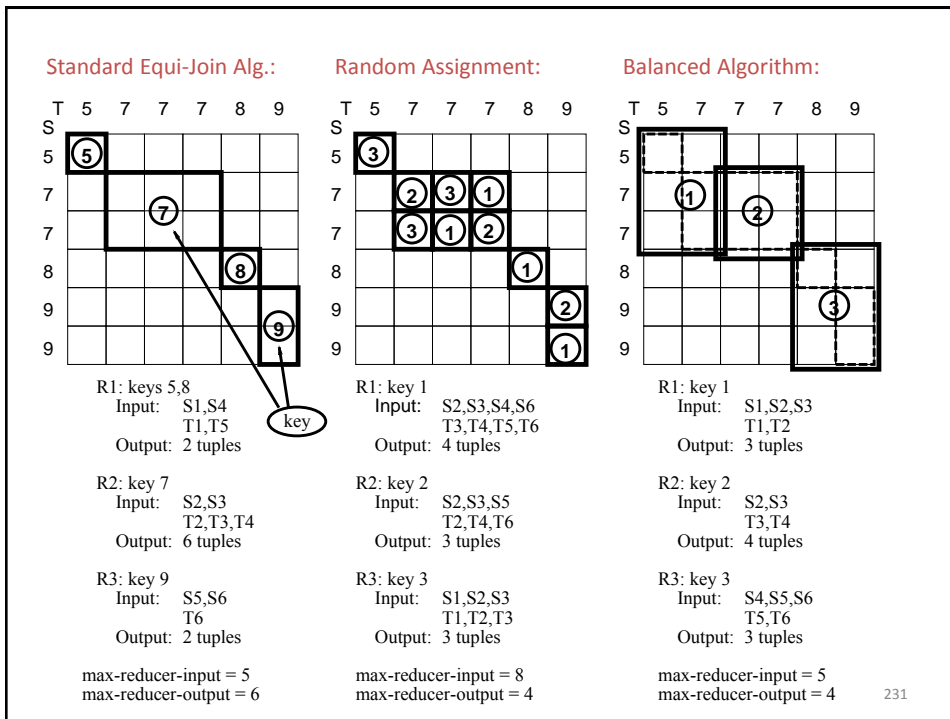 Standard Equi-Join Alg.:
T 5 7 7 7 8 9
S
5
7
7
8
9
9
5
7
8
9
key
R1: keys 5,8
Input: S1,S4
T1,T5
Output: 2 tuples
R2: key 7
Input: S2,S3
T2,T3,T4
Output: 6 tuples
R3: key 9
Input: S5,S6
T6
Output: 2 tuples
max-reducer-input = 5
max-reducer-output = 6
Random Assignment:
T 5 7 7 7 8 9
S
5
7
7
8
9
9
3
2 3 1
3 1 2
1
2
1
R1: key 1
Input: S2,S3,S4,S6
T3,T4,T5,T6
Output: 4 tuples
R2: key 2
Input: S2,S3,S5
T2,T4,T6
Output: 3 tuples
R3: key 3
Input: S1,S2,S3
T1,T2,T3
Output: 3 tuples
max-reducer-input = 8
max-reducer-output = 4
Balanced Algorithm:
T 5 7 7 7 8 9
S
5
7
7
8
9
9
1
2
3
R1: key 1
Input: S1,S2,S3
T1,T2
Output: 3 tuples
R2: key 2
Input: S2,S3
T3,T4
Output: 4 tuples
R3: key 3
Input: S4,S5,S6
T5,T6
Output: 3 tuples
max-reducer-input = 5
max-reducer-output = 4
231